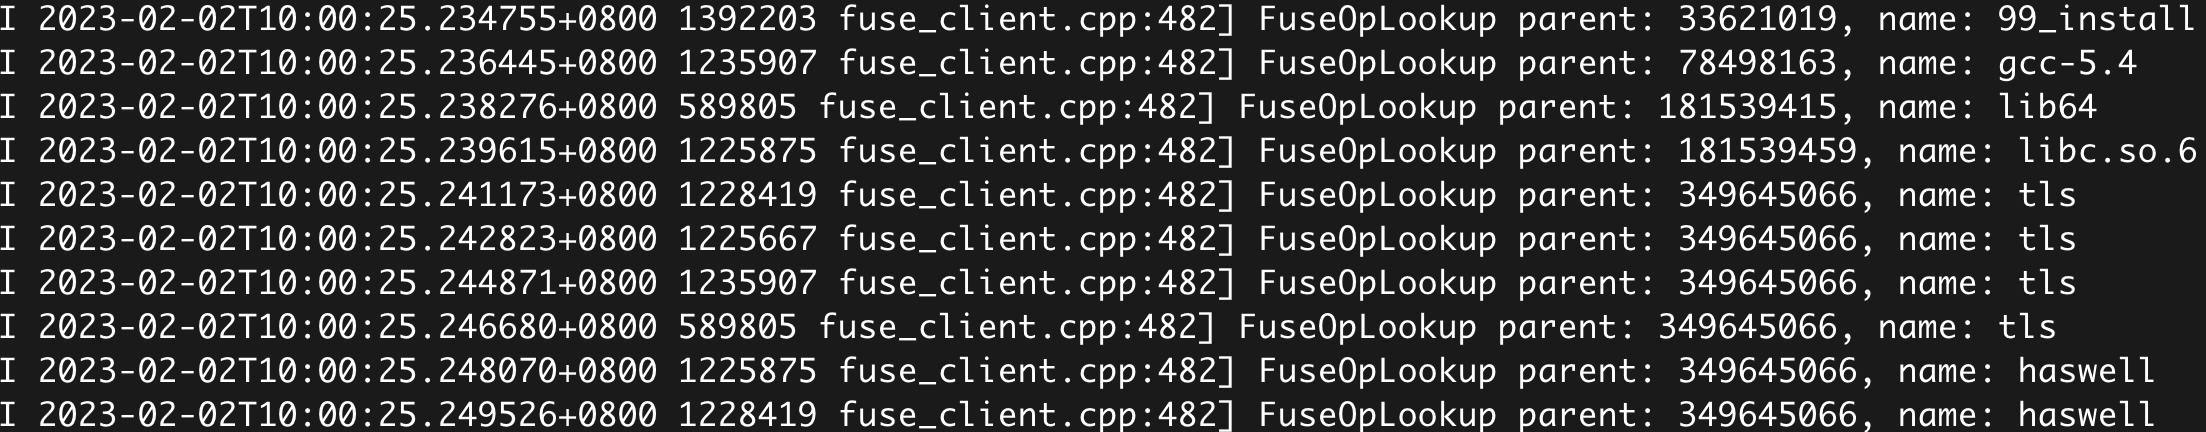 I 2023-02-02T10:00:25.234755+0800 1392203 fuse_client.cpp:482] FuseOpLookup parent: 33621019, name: 99_install
I 2023-02-02T10:00:25.236445+0800 1235907 fuse_client.cpp:482] FuseOpLookup parent: 78498163, name: gcc-5.4
I 2023-02-02T10:00:25.238276+0800 589805 fuse_client.cpp:482] FuseOpLookup parent: 181539415, name: lib64
I 2023-02-02T10:00:25.239615+0800 1225875 fuse_client.cpp:482] FuseOpLookup parent: 181539459, name: libc.so.6
I 2023-02-02T10:00:25.241173+0800 1228419 fuse_client.cpp:482] FuseOpLookup parent: 349645066, name: tls
I 2023-02-02T10:00:25.242823+0800 1225667 fuse_client.cpp:482] FuseOpLookup parent: 349645066, name: tls
I 2023-02-02T10:00:25.244871+0800 1235907 fuse_client.cpp:482] FuseOpLookup parent: 349645066, name: tls
I 2023-02-02T10:00:25.246680+0800 589805 fuse_client.cpp:482] FuseOpLookup parent: 349645066, name: tls
I 2023-02-02T10:00:25.248070+0800 1225875 fuse_client.cpp:482] FuseOpLookup parent: 349645066, name: haswell
I 2023-02-02T10:00:25.249526+0800 1228419 fuse_client.cpp:482] FuseOpLookup parent: 349645066, name: haswell